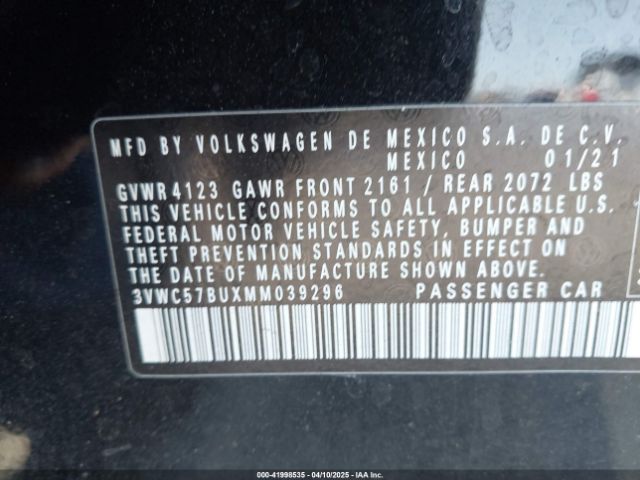 MFD BY VOLKSWAGEN DE MEXICO S.A. DE C.V.
MEXICO 01/21
GVWR 4123 GAWR FRONT 2161 / REAR 2072 LBS
THIS VEHICLE CONFORMS TO ALL APPLICABLE U.S.
FEDERAL MOTOR VEHICLE SAFETY, BUMPER AND
THEFT PREVENTION STANDARDS IN EFFECT ON
THE DATE OF MANUFACTURE SHOWN ABOVE.
3VWC57BUXMM039296 PASSENGER CAR
000-41998535 - 04/10/2025 - IAAI.COM